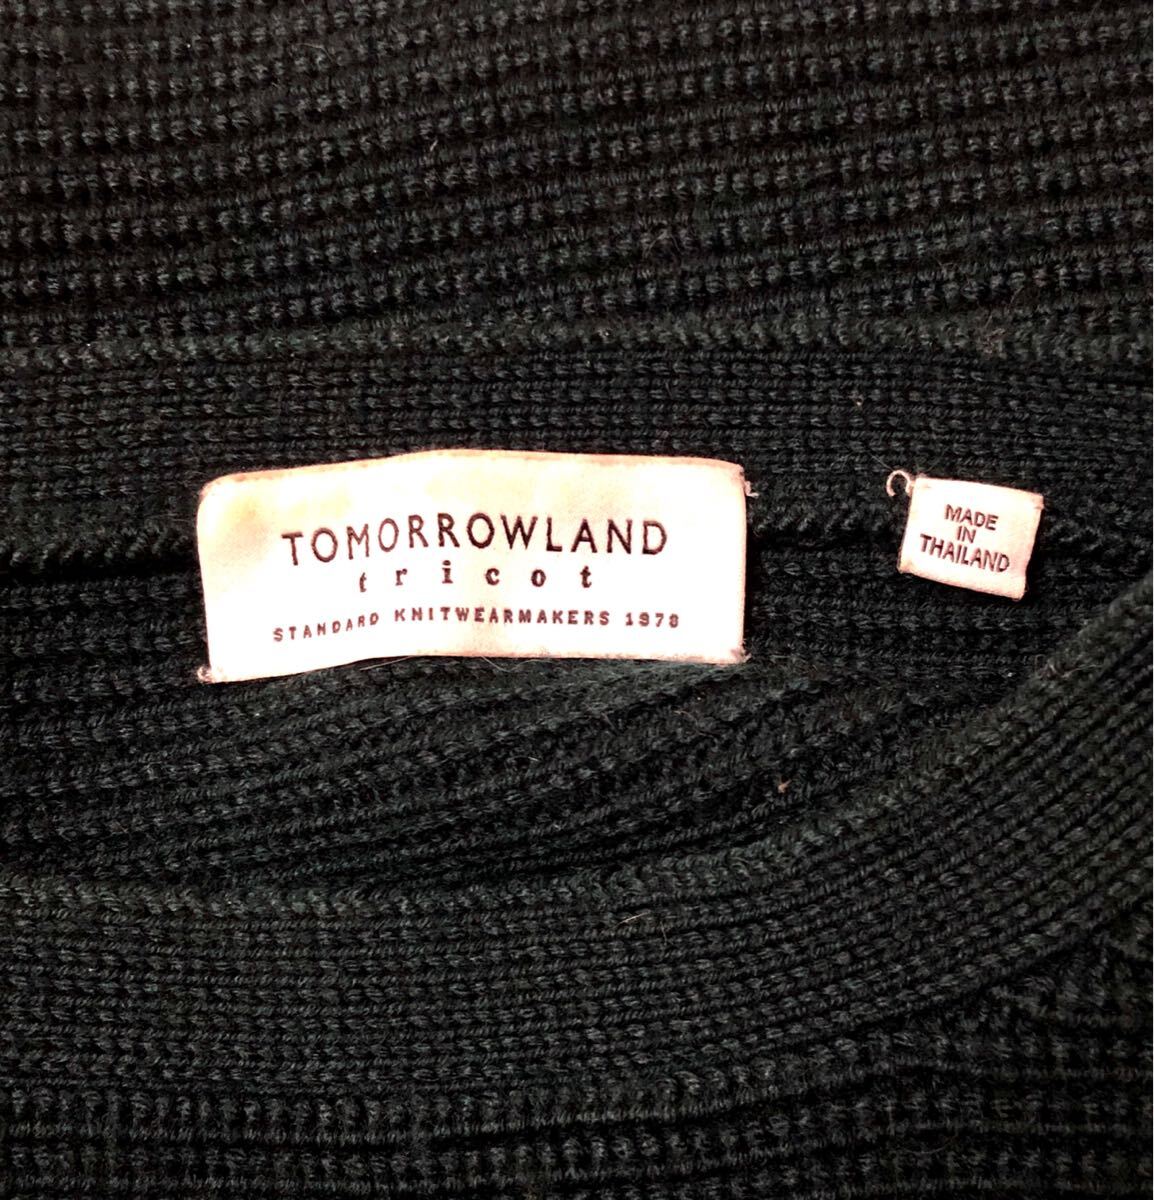 TOMORROWLAND
tricot
STANDARD KNITWEARMAKERS 1978
MADE
IN
THAILAND